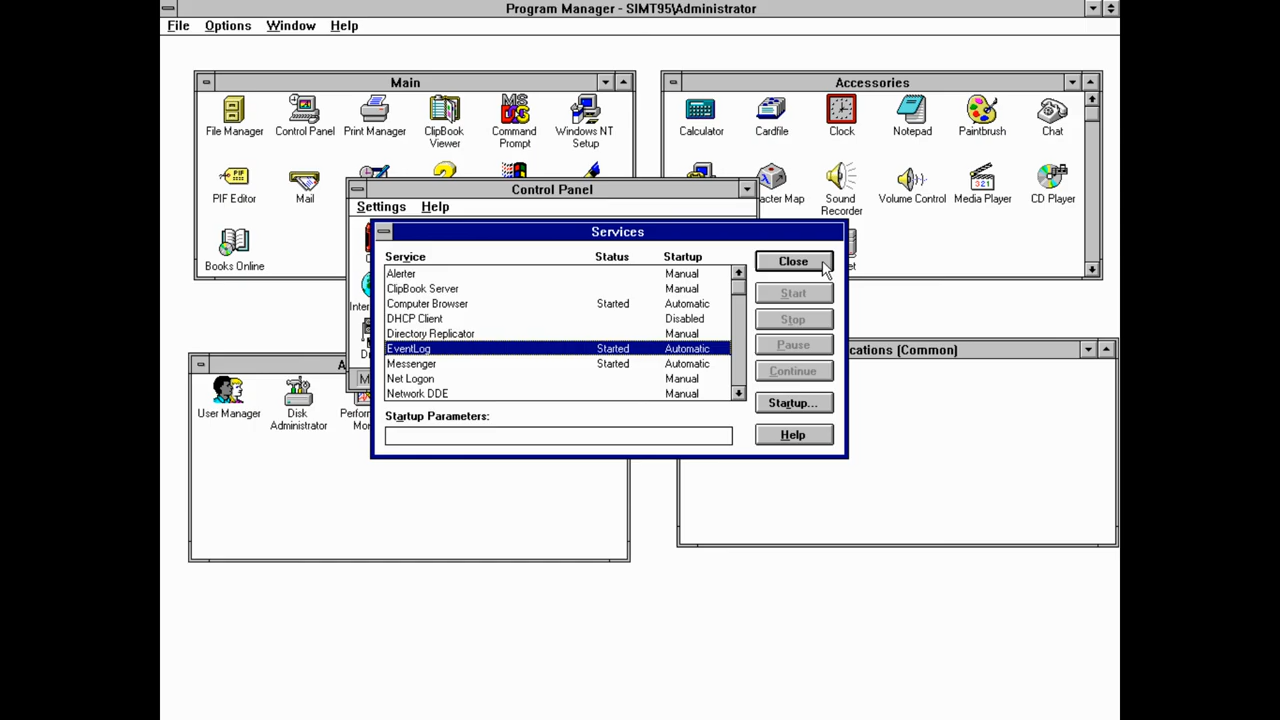 Program Manager - SIMT95\Administrator
File Options Window Help
Main
File Manager Control Panel Print Manager ClipBook Viewer Command Prompt Windows NT Setup
PIF Editor Mail
Books Online
Accessories
Calculator Cardfile Clock Notepad Paintbrush Chat
Sound Recorder Volume Control Media Player CD Player
Map
Control Panel
Settings Help
Services
Service Status Startup
Alerter Manual
ClipBook Server Manual
Computer Browser Started Automatic
DHCP Client Disabled
Directory Replicator Manual
EventLog Started Automatic
Messenger Started Automatic
Net Logon Manual
Network DDE Manual
Startup Parameters:
Close
Start
Stop
Pause
Continue
Startup...
Help
User Manager Disk Administrator
(Common)